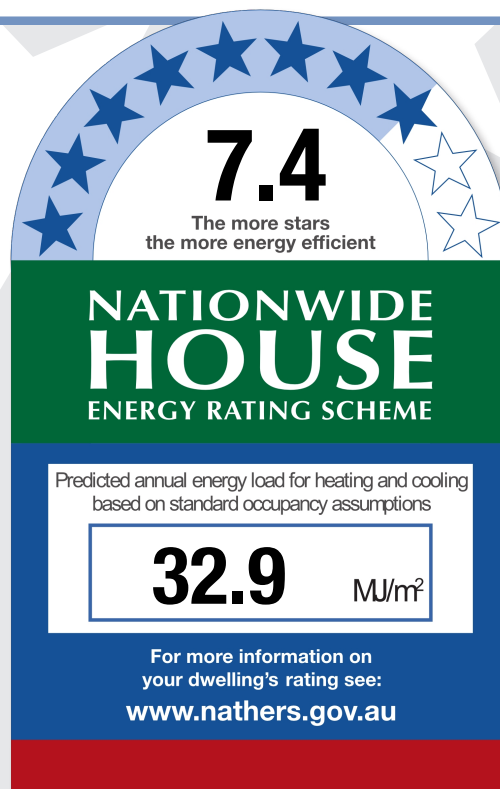 7.4
The more stars
the more energy efficient
NATIONWIDE
HOUSE
ENERGY RATING SCHEME
Predicted annual energy load for heating and cooling
based on standard occupancy assumptions
32.9 MJ/m²
For more information on
your dwelling's rating see:
www.nathers.gov.au